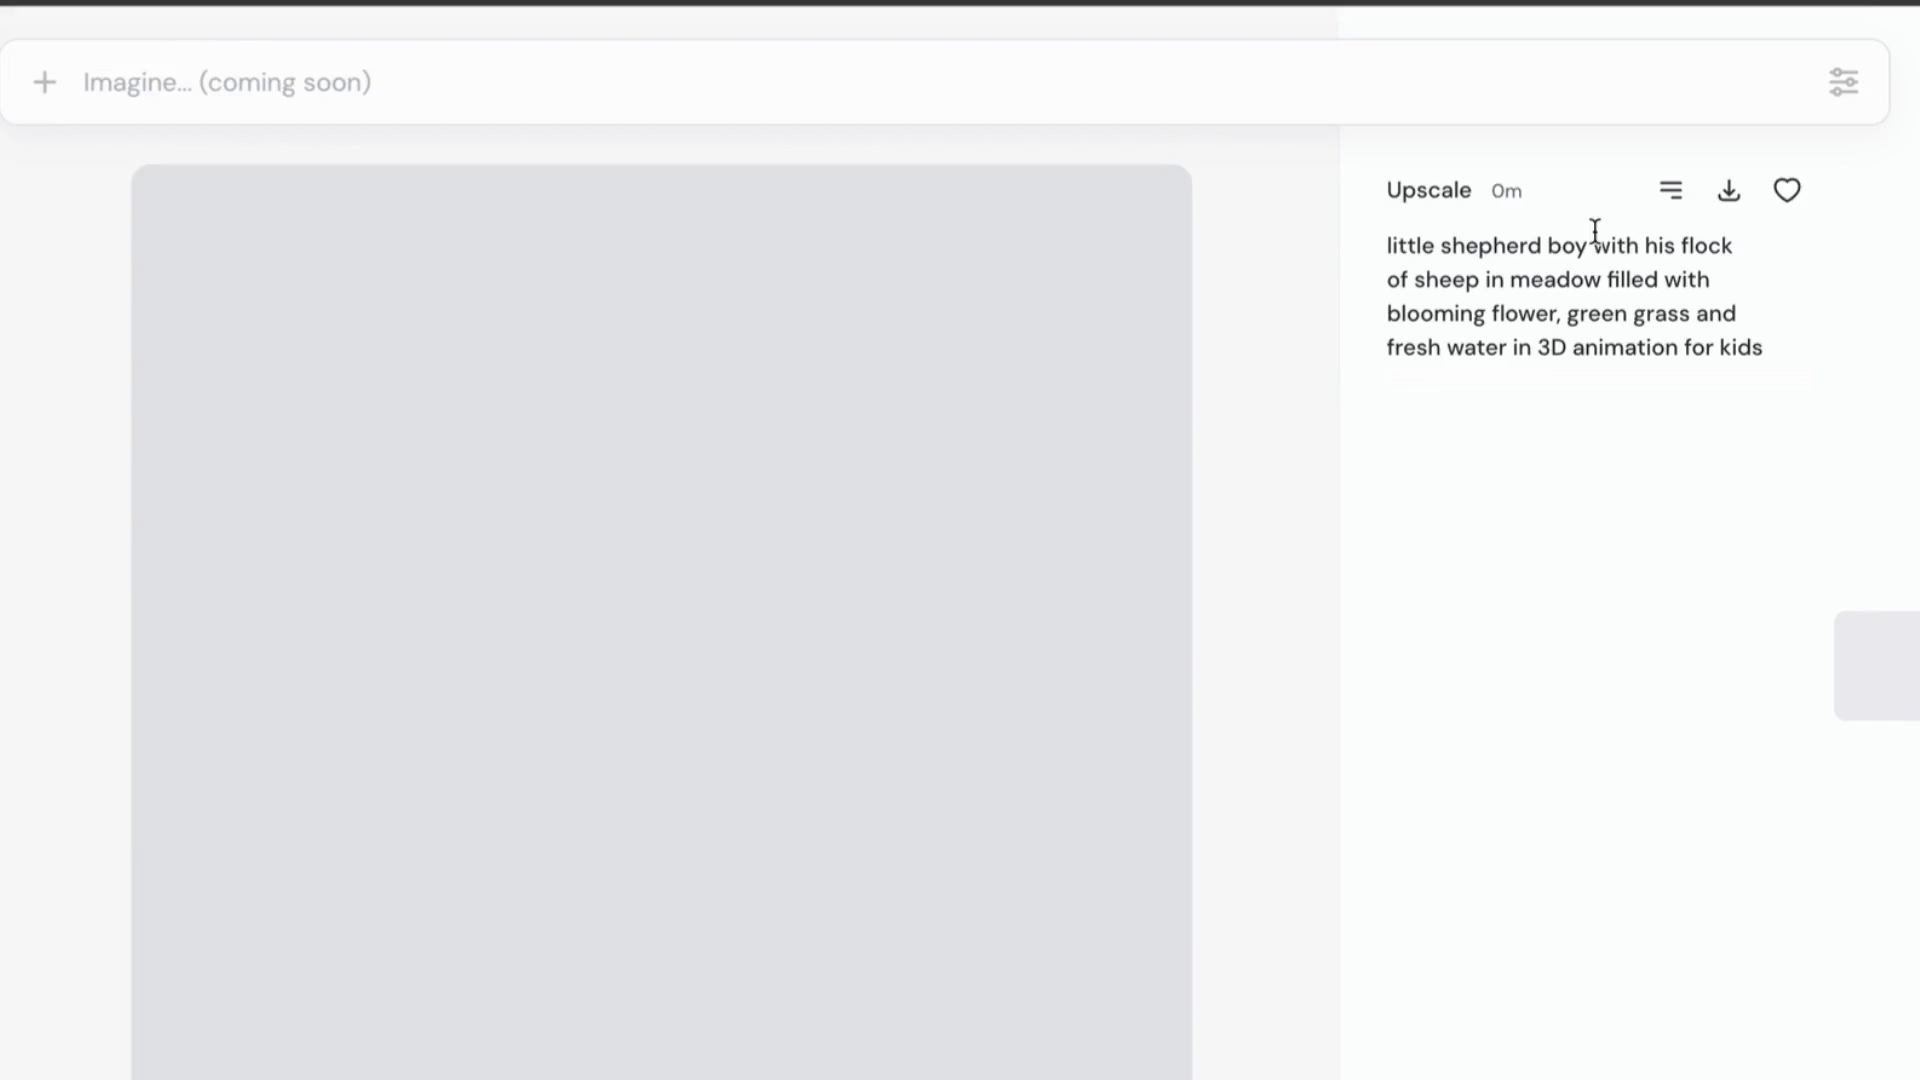 Imagine... (coming soon)
Upscale 0m
little shepherd boy with his flock
of sheep in meadow filled with
blooming flower, green grass and
fresh water in 3D animation for kids